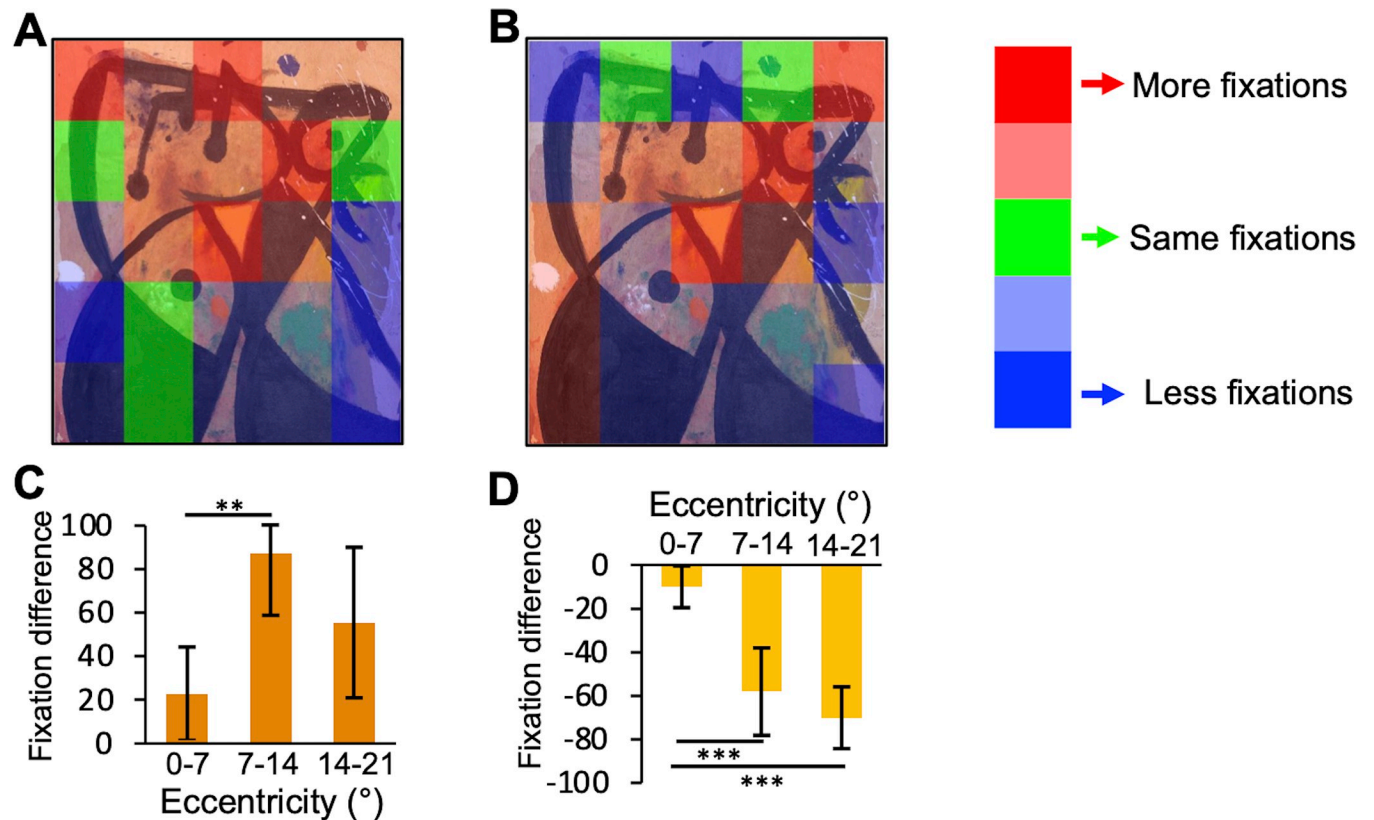 A
B
More fixations
Same fixations
Less fixations
C
**
Fixation difference
100
80
60
40
20
0
0-7 7-14 14-21
Eccentricity (°)
D
Eccentricity (°)
0-7 7-14 14-21
Fixation difference
0
-20
-40
-60
-80
-100
***
***